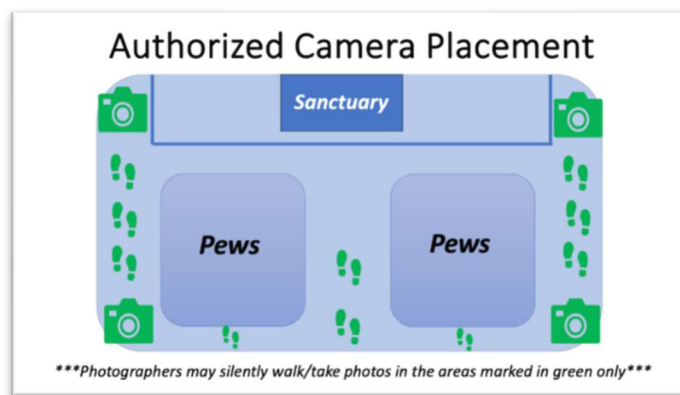 Authorized Camera Placement
Sanctuary
Pews
Pews
***Photographers may silently walk/take photos in the areas marked in green only***